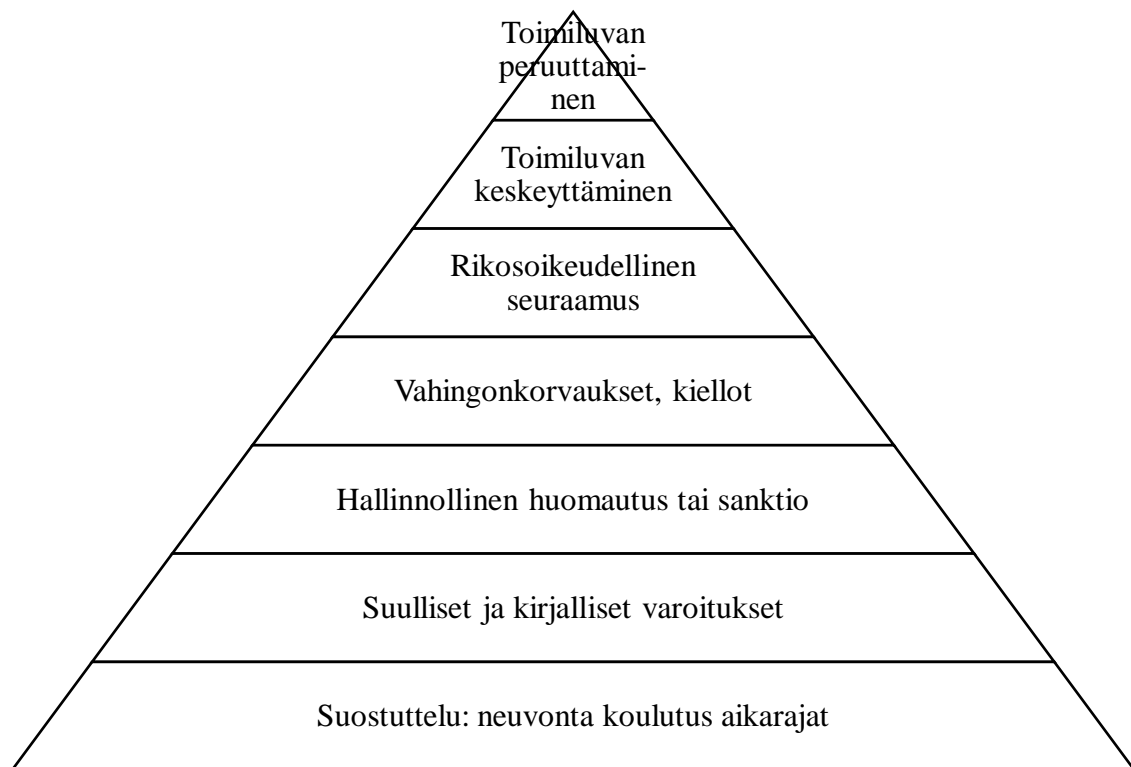 Toimiluvan
peruuttami-
nen
Toimiluvan
keskeyttäminen
Rikosoikeudellinen
seuraamus
Vahingonkorvaukset, kiellot
Hallinnollinen huomautus tai sanktio
Suulliset ja kirjalliset varoitukset
Suostuttelu: neuvonta koulutus aikarajat